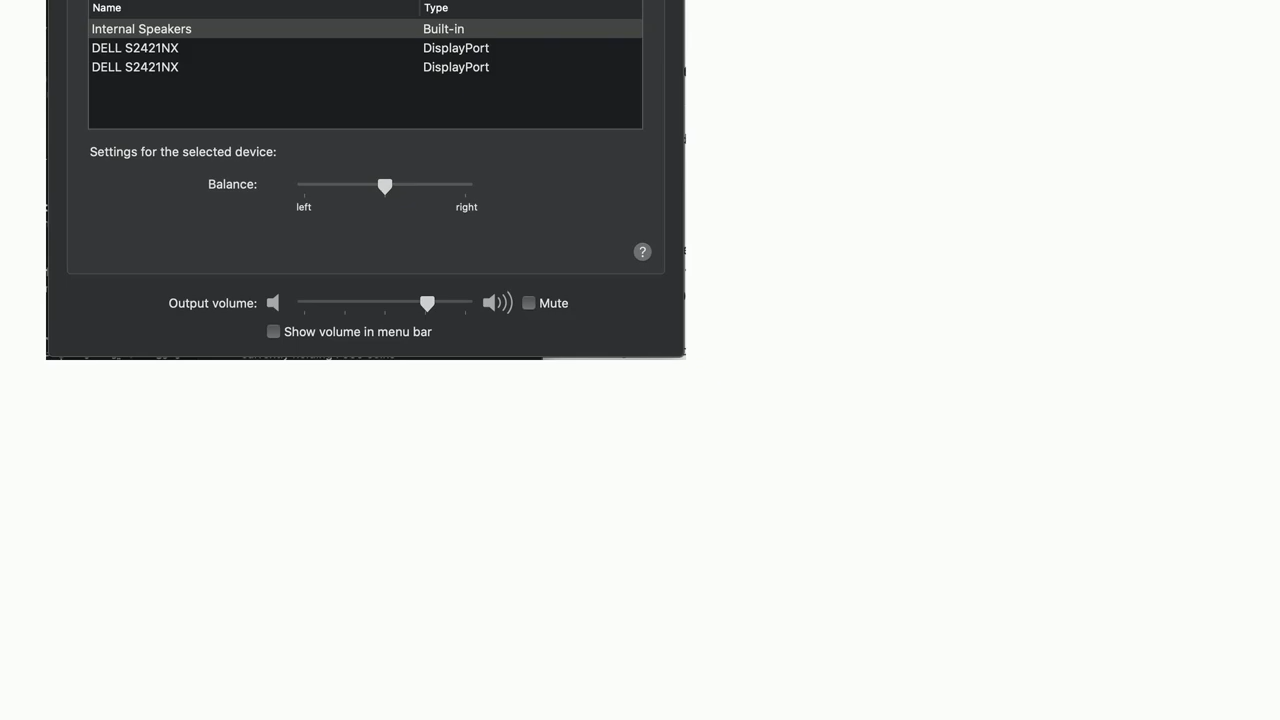 Name Type
Internal Speakers Built-in
DELL S2421NX DisplayPort
DELL S2421NX DisplayPort
Settings for the selected device:
Balance:
left right
?
Output volume: Mute
Show volume in menu bar